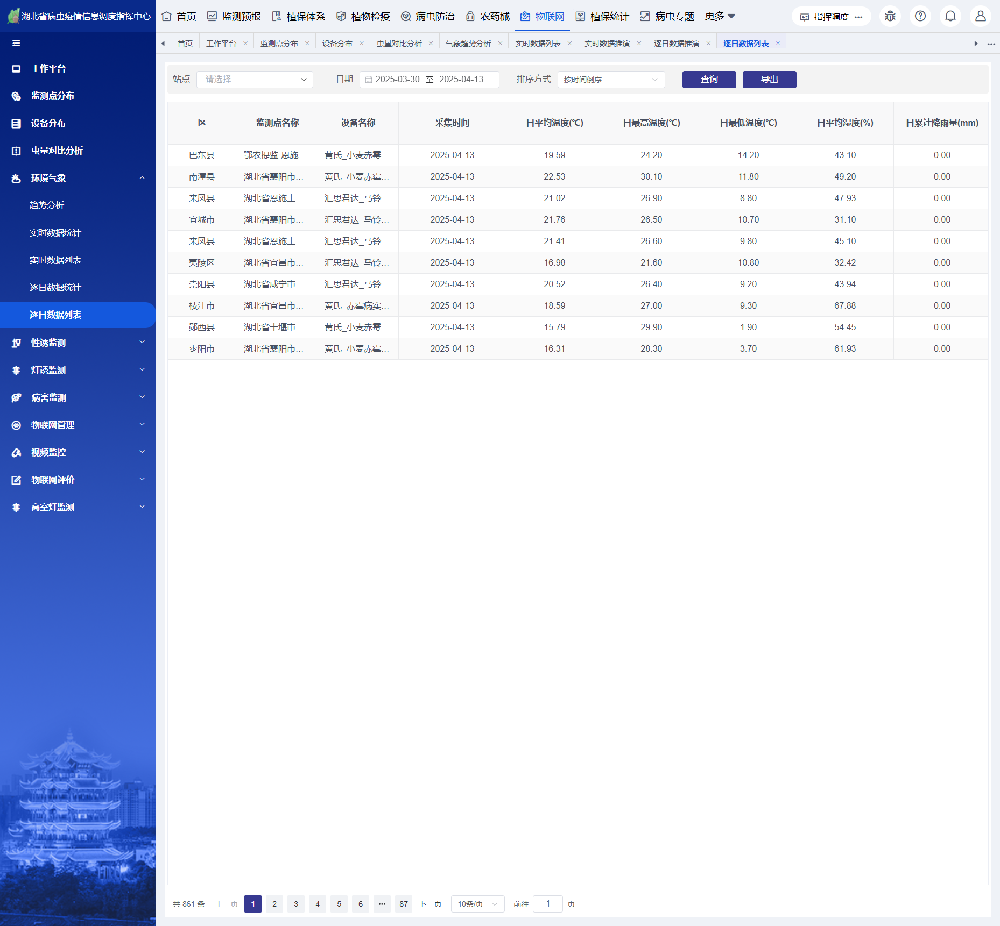 湖北省病虫疫情信息调度指挥中心
首页 监测预报 植保体系 植物检疫 病虫防治 农药械 物联网 植保统计 病虫专题 更多 指挥调度 ...
首页 工作平台 × 监测点分布 × 设备分布 × 虫量对比分析 × 气象趋势分析 × 实时数据列表 × 实时数据推演 × 逐日数据推演 × 逐日数据列表 × ...
工作平台
监测点分布
设备分布
虫量对比分析
环境气象
趋势分析
实时数据统计
实时数据列表
逐日数据统计
逐日数据列表
性诱监测
灯诱监测
病害监测
物联网管理
视频监控
物联网评价
高空灯监测
站点 -请选择- 日期 2025-03-30 至 2025-04-13 排序方式 按时间倒序 查询 导出
区 监测点名称 设备名称 采集时间 日平均温度(℃) 日最高温度(℃) 日最低温度(℃) 日平均湿度(%) 日累计降雨量(mm)
巴东县 鄂农提监-恩施... 黄氏_小麦赤霉... 2025-04-13 19.59 24.20 14.20 43.10 0.00
南漳县 湖北省襄阳市... 黄氏_小麦赤霉... 2025-04-13 22.53 30.10 11.80 49.20 0.00
来凤县 湖北省恩施土... 汇思君达_马铃... 2025-04-13 21.02 26.90 8.80 47.93 0.00
宜城市 湖北省襄阳市... 汇思君达_马铃... 2025-04-13 21.76 26.50 10.70 31.10 0.00
来凤县 湖北省恩施土... 汇思君达_马铃... 2025-04-13 21.41 26.60 9.80 45.10 0.00
夷陵区 湖北省宜昌市... 汇思君达_马铃... 2025-04-13 16.98 21.60 10.80 32.42 0.00
崇阳县 湖北省咸宁市... 汇思君达_马铃... 2025-04-13 20.52 26.40 9.20 43.94 0.00
枝江市 湖北省宜昌市... 黄氏_赤霉病实... 2025-04-13 18.59 27.00 9.30 67.88 0.00
郧西县 湖北省十堰市... 黄氏_小麦赤霉... 2025-04-13 15.79 29.90 1.90 54.45 0.00
枣阳市 湖北省襄阳市... 黄氏_小麦赤霉... 2025-04-13 16.31 28.30 3.70 61.93 0.00
共 861 条 上一页 1 2 3 4 5 6 ... 87 下一页 10条/页 前往 1 页